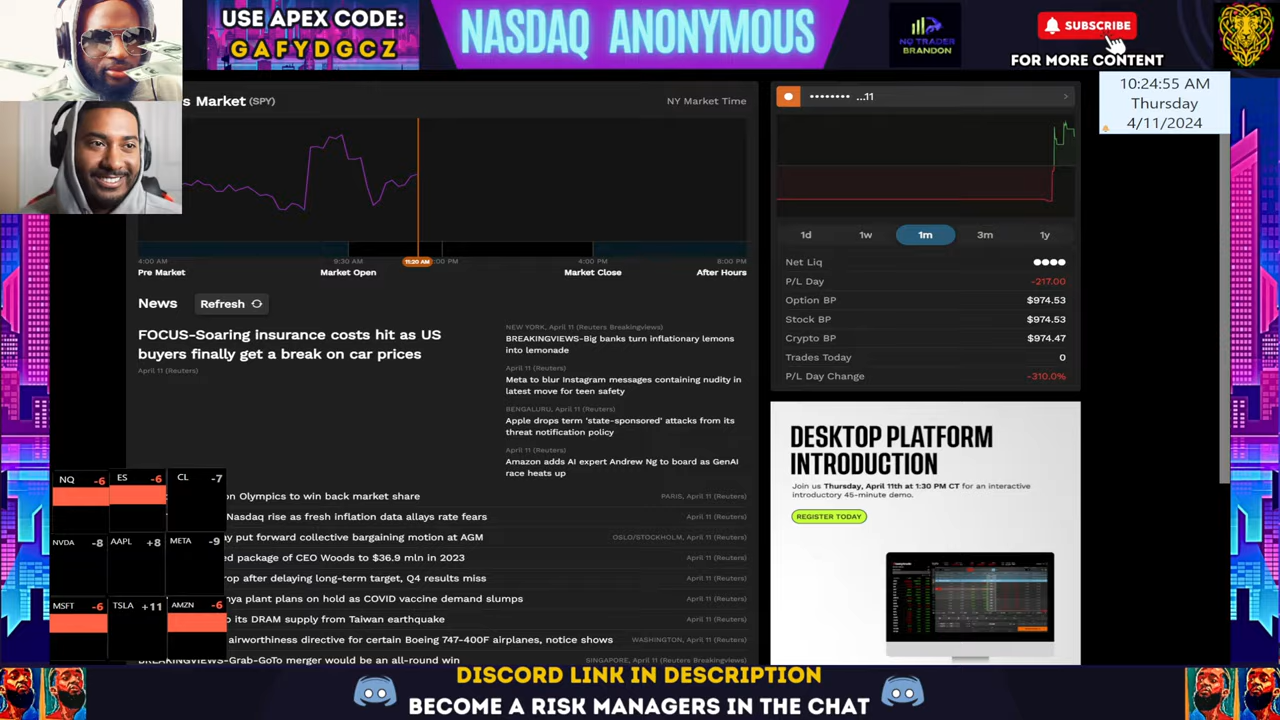 USE APEX CODE:
GAFYDGCZ
NASDAQ ANONYMOUS
NQ TRADER
BRANDON
SUBSCRIBE
FOR MORE CONTENT
10:24:55 AM
Thursday
4/11/2024
s Market (SPY)
NY Market Time
4:00 AM
9:30 AM
11:20 AM
:00 PM
4:00 PM
8:00 PM
Pre Market
Market Open
Market Close
After Hours
News
Refresh
FOCUS-Soaring insurance costs hit as US
buyers finally get a break on car prices
April 11 (Reuters)
NEW YORK, April 11 (Reuters Breakingviews)
BREAKINGVIEWS-Big banks turn inflationary lemons
into lemonade
April 11 (Reuters)
Meta to blur Instagram messages containing nudity in
latest move for teen safety
BENGALURU, April 11 (Reuters)
Apple drops term 'state-sponsored' attacks from its
threat notification policy
April 11 (Reuters)
Amazon adds AI expert Andrew Ng to board as GenAI
race heats up
on Olympics to win back market share
PARIS, April 11 (Reuters)
Nasdaq rise as fresh inflation data allays rate fears
April 11 (Reuters)
ay put forward collective bargaining motion at AGM
OSLO/STOCKHOLM, April 11 (Reuters)
ed package of CEO Woods to $36.9 mln in 2023
April 11 (Reuters)
rop after delaying long-term target, Q4 results miss
April 11 (Reuters)
nya plant plans on hold as COVID vaccine demand slumps
April 11 (Reuters)
o its DRAM supply from Taiwan earthquake
April 11 (Reuters)
airworthiness directive for certain Boeing 747-400F airplanes, notice shows
WASHINGTON, April 11 (Reuters)
BREAKINGVIEWS-Grab-GoTo merger would be an all-round win
SINGAPORE, April 11 (Reuters Breakingviews)
•••••••• ...11
1d
1w
1m
3m
1y
Net Liq ●●●●
P/L Day -217.00
Option BP $974.53
Stock BP $974.53
Crypto BP $974.47
Trades Today 0
P/L Day Change -310.0%
DESKTOP PLATFORM
INTRODUCTION
Join us Thursday, April 11th at 1:30 PM CT for an interactive
introductory 45-minute demo.
REGISTER TODAY
NQ -6
ES -6
CL -7
NVDA -8
AAPL +8
META -9
MSFT -6
TSLA +11
AMZN -6
DISCORD LINK IN DESCRIPTION
BECOME A RISK MANAGERS IN THE CHAT